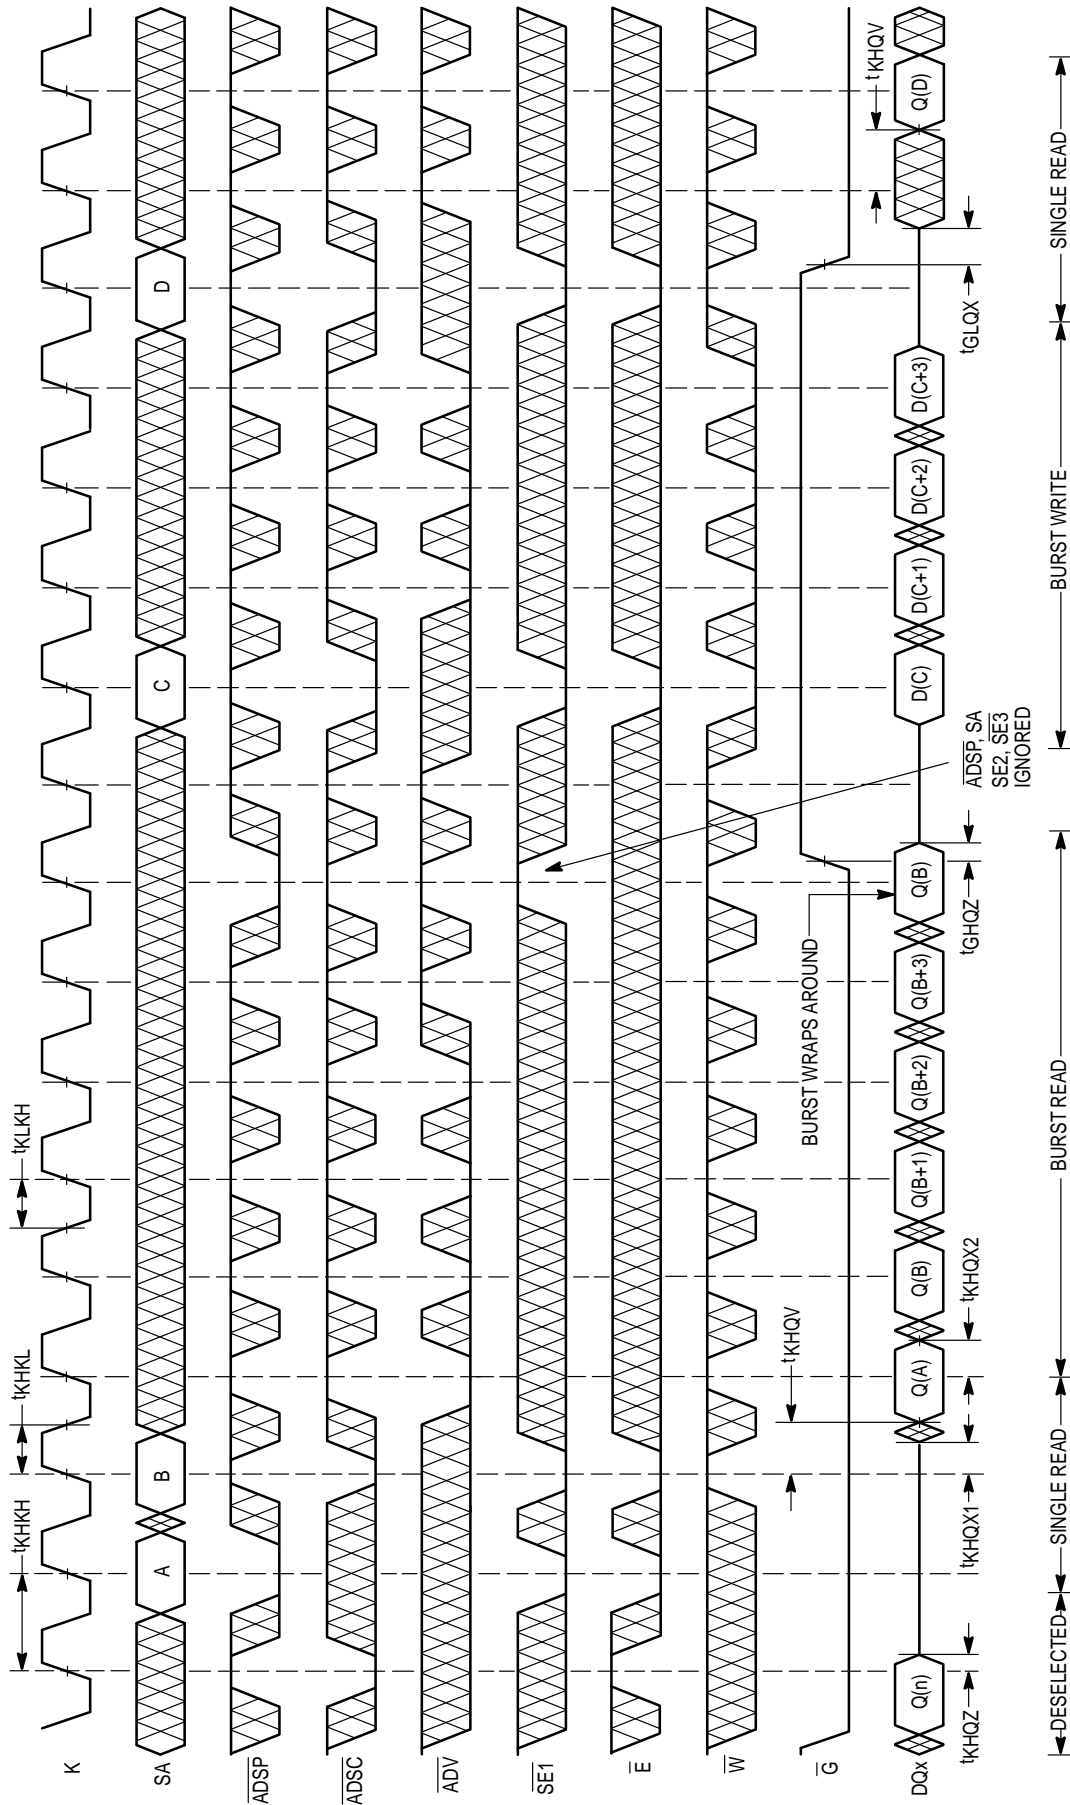 tKHKH
tKHKL
tKLKH
K
SA
A
B
C
D
ADSP
ADSC
ADV
SE1
E
W
G
tKHQV
BURST WRAPS AROUND
tKHQV
DQx
Q(n)
Q(A)
Q(B)
Q(B+1)
Q(B+2)
Q(B+3)
Q(B)
D(C)
D(C+1)
D(C+2)
D(C+3)
Q(D)
tKHQZ
tKHQX1
tKHQX2
tGHQZ
ADSP, SA
SE2, SE3
IGNORED
tGLQX
DESELECTED
SINGLE READ
BURST READ
BURST WRITE
SINGLE READ